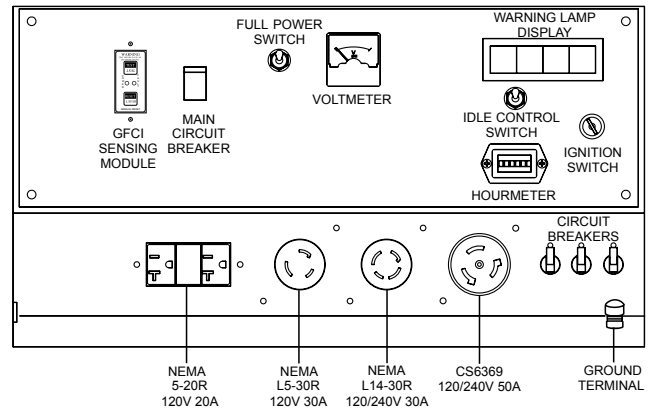 FULL POWER
SWITCH
WARNING LAMP
DISPLAY
WARNING
VOLTMETER
MAIN
CIRCUIT
BREAKER
GFCI
SENSING
MODULE
IDLE CONTROL
SWITCH
IGNITION
SWITCH
HOURMETER
CIRCUIT
BREAKERS
NEMA
5-20R
120V 20A
NEMA
L5-30R
120V 30A
NEMA
L14-30R
120/240V 30A
CS6369
120/240V 50A
GROUND
TERMINAL